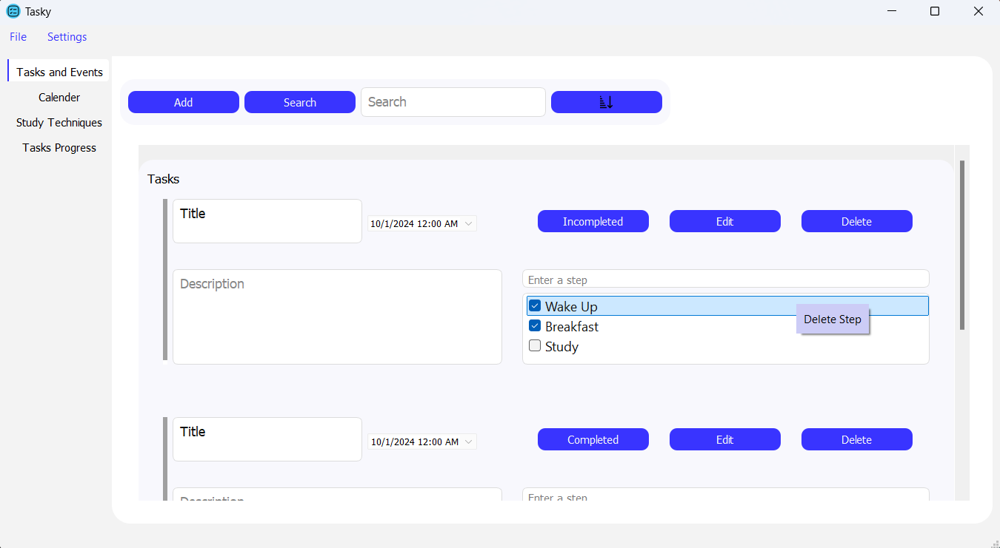 Tasky
File Settings
Tasks and Events
Calender
Study Techniques
Tasks Progress
Add Search Search
Tasks
Title
10/1/2024 12:00 AM
Incompleted Edit Delete
Description
Enter a step
Wake Up
Delete Step
Breakfast
Study
Title
10/1/2024 12:00 AM
Completed Edit Delete
Description
Enter a step